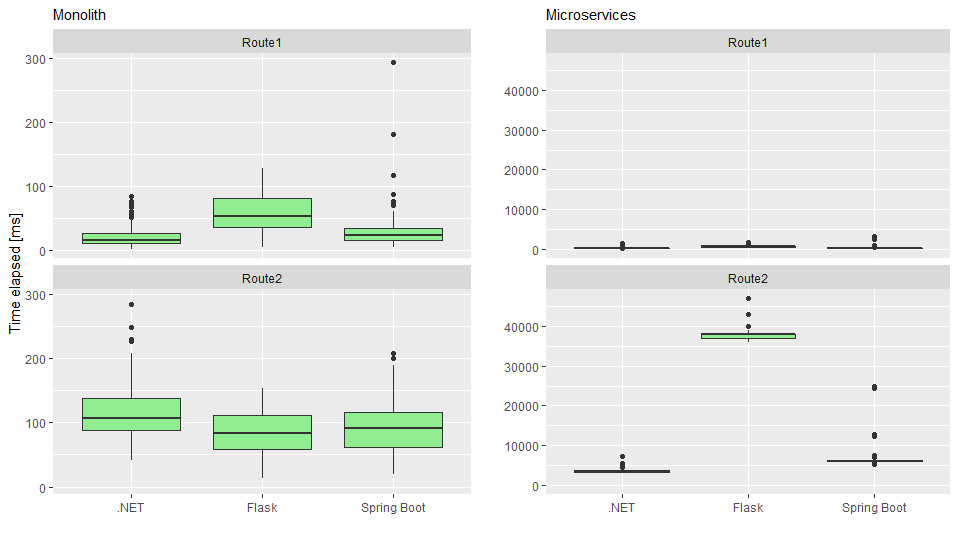 Monolith
Route1
300
200
100
0
Route2
300
200
100
0
.NET Flask Spring Boot
Time elapsed [ms]
Microservices
Route1
40000
30000
20000
10000
0
Route2
40000
30000
20000
10000
0
.NET Flask Spring Boot